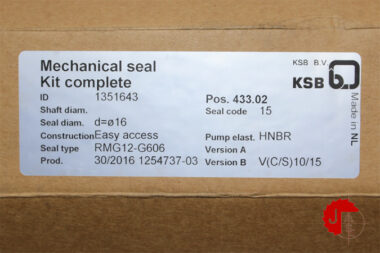 Mechanical seal
Kit complete
KSB B.V.
KSB
Made in NL
ID 1351643 Pos. 433.02
Shaft diam. Seal code 15
Seal diam. d=ø16
Construction Easy access Pump elast. HNBR
Seal type RMG12-G606 Version A
Prod. 30/2016 1254737-03 Version B V(C/S)10/15